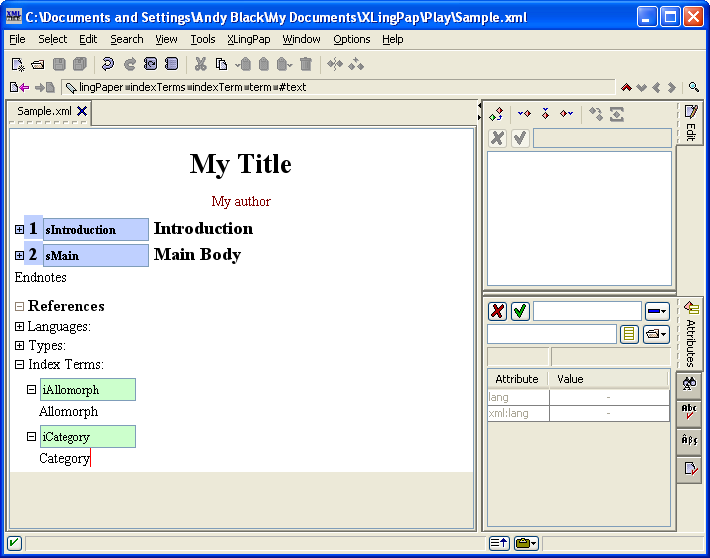 C:\Documents and Settings\Andy Black\My Documents\XLingPap\Play\Sample.xml
File Select Edit Search View Tools XLingPap Window Options Help
lingPaper indexTerms indexTerm term #text
Sample.xml
My Title
My author
1 sIntroduction Introduction
2 sMain Main Body
Endnotes
References
Languages:
Types:
Index Terms:
iAllomorph
Allomorph
iCategory
Category
Edit
Attributes
Attribute Value
lang -
xml:lang -
Abc
Äβς